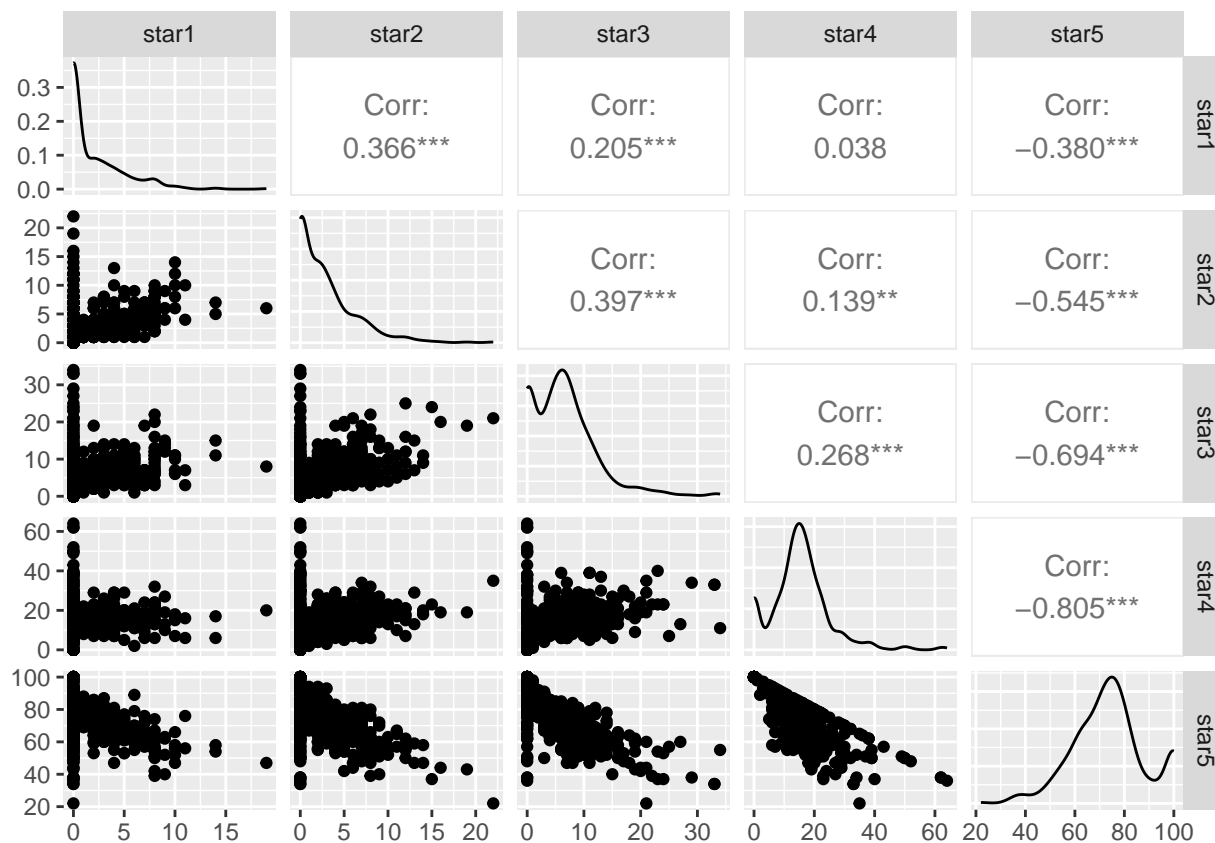 star1 star2 star3 star4 star5
0.3
0.2
0.1
0.0
Corr: Corr: Corr: Corr:
0.366*** 0.205*** 0.038 −0.380***
star1
20
15
10
5
0
Corr: Corr: Corr:
0.397*** 0.139** −0.545***
star2
30
20
10
0
Corr: Corr:
0.268*** −0.694***
star3
60
40
20
0
Corr:
−0.805***
star4
100
80
60
40
20
star5
0 5 10 15 0 5 10 15 20 0 10 20 30 0 20 40 60 20 40 60 80 100